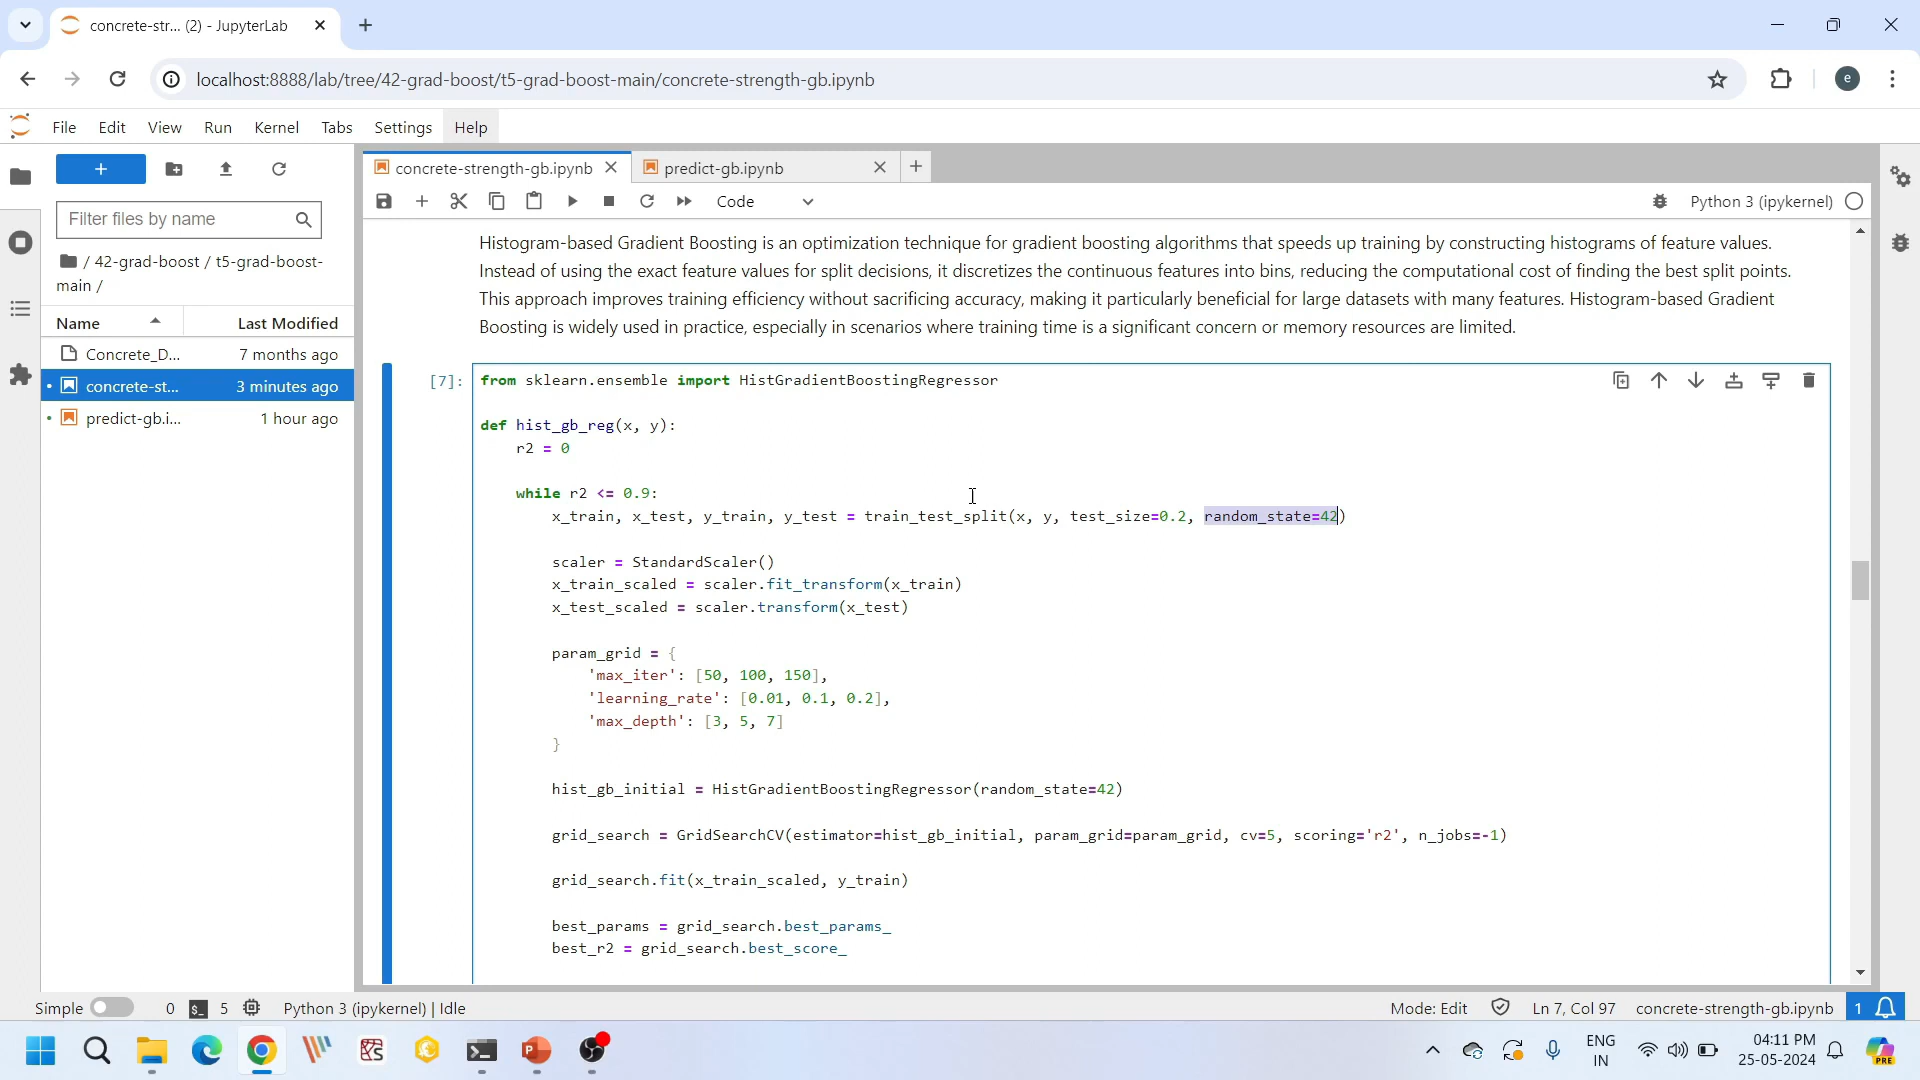 concrete-str... (2) - JupyterLab
localhost:8888/lab/tree/42-grad-boost/t5-grad-boost-main/concrete-strength-gb.ipynb
e
File Edit View Run Kernel Tabs Settings Help
concrete-strength-gb.ipynb predict-gb.ipynb
Code Python 3 (ipykernel)
Filter files by name
/ 42-grad-boost / t5-grad-boost-
main /
Name Last Modified
Concrete_D... 7 months ago
concrete-st... 3 minutes ago
predict-gb.i... 1 hour ago
Histogram-based Gradient Boosting is an optimization technique for gradient boosting algorithms that speeds up training by constructing histograms of feature values.
Instead of using the exact feature values for split decisions, it discretizes the continuous features into bins, reducing the computational cost of finding the best split points.
This approach improves training efficiency without sacrificing accuracy, making it particularly beneficial for large datasets with many features. Histogram-based Gradient
Boosting is widely used in practice, especially in scenarios where training time is a significant concern or memory resources are limited.
[7]: from sklearn.ensemble import HistGradientBoostingRegressor
def hist_gb_reg(x, y):
r2 = 0
while r2 <= 0.9:
x_train, x_test, y_train, y_test = train_test_split(x, y, test_size=0.2, random_state=42)
scaler = StandardScaler()
x_train_scaled = scaler.fit_transform(x_train)
x_test_scaled = scaler.transform(x_test)
param_grid = {
'max_iter': [50, 100, 150],
'learning_rate': [0.01, 0.1, 0.2],
'max_depth': [3, 5, 7]
}
hist_gb_initial = HistGradientBoostingRegressor(random_state=42)
grid_search = GridSearchCV(estimator=hist_gb_initial, param_grid=param_grid, cv=5, scoring='r2', n_jobs=-1)
grid_search.fit(x_train_scaled, y_train)
best_params = grid_search.best_params_
best_r2 = grid_search.best_score_
Simple 0 5 Python 3 (ipykernel) | Idle Mode: Edit Ln 7, Col 97 concrete-strength-gb.ipynb 1
ENG
IN
04:11 PM
25-05-2024
PRE